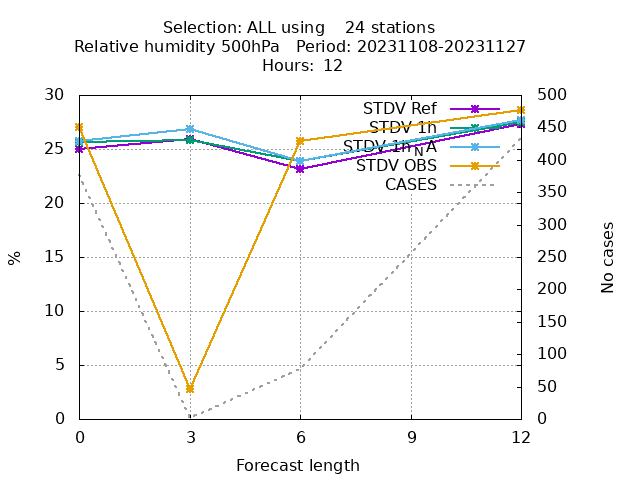 Selection: ALL using    24 stations
Relative humidity 500hPa   Period: 20231108-20231127
Hours: 12
30
25
20
15
10
5
0
%
500
450
400
350
300
250
200
150
100
50
0
No cases
STDV Ref
STDV 1h
STDV 1h_N A
STDV OBS
CASES
0 3 6 9 12
Forecast length